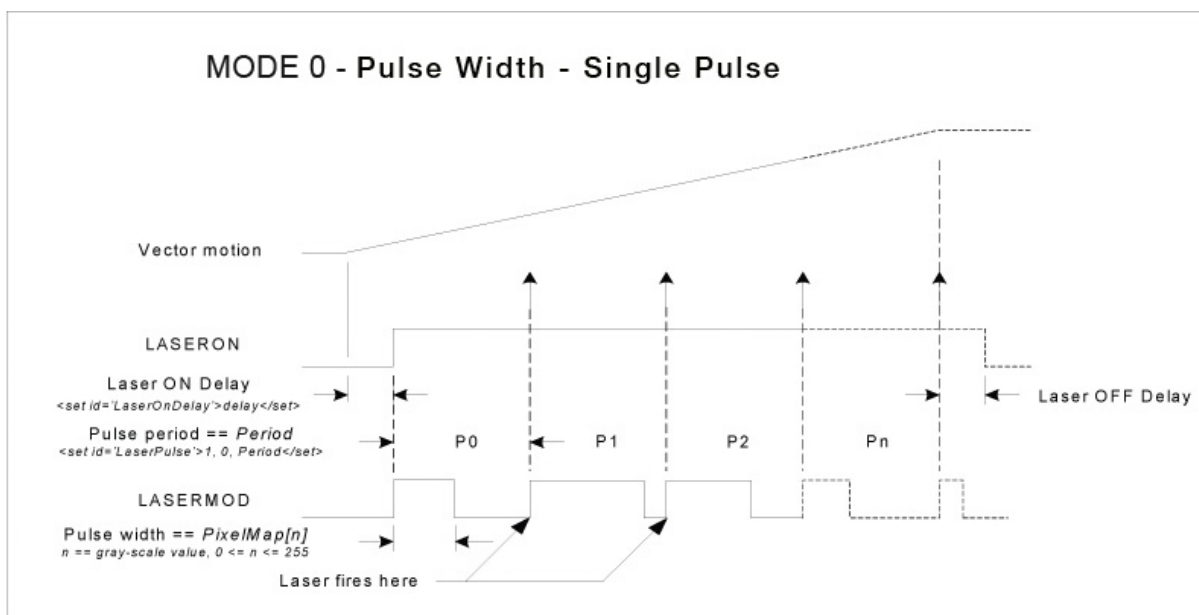 MODE 0 - Pulse Width - Single Pulse
Vector motion
LASERON
Laser ON Delay
<set id='LaserOnDelay'>delay</set>
Laser OFF Delay
Pulse period == Period
<set id='LaserPulse'>1, 0, Period</set>
P0
P1
P2
Pn
LASERMOD
Pulse width == PixelMap[n]
n == gray-scale value, 0 <= n <= 255
Laser fires here